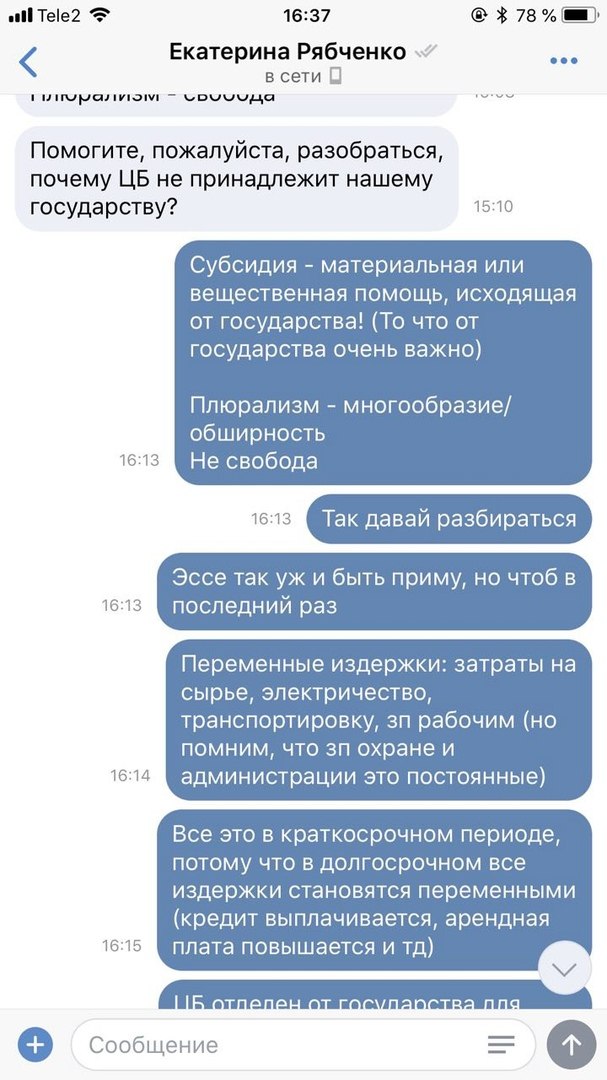 Tele2
16:37
78 %
Екатерина Рябченко
в сети
Плюрализм - свобода
Помогите, пожалуйста, разобраться,
почему ЦБ не принадлежит нашему
государству?
15:10
Субсидия - материальная или
вещественная помощь, исходящая
от государства! (То что от
государства очень важно)
Плюрализм - многообразие/
обширность
Не свобода
16:13
16:13
Так давай разбираться
Эссе так уж и быть приму, но чтоб в
последний раз
16:13
Переменные издержки: затраты на
сырье, электричество,
транспортировку, зп рабочим (но
помним, что зп охране и
администрации это постоянные)
16:14
Все это в краткосрочном периоде,
потому что в долгосрочном все
издержки становятся переменными
(кредит выплачивается, арендная
плата повышается и тд)
16:15
ЦБ отделен от государства для
Сообщение